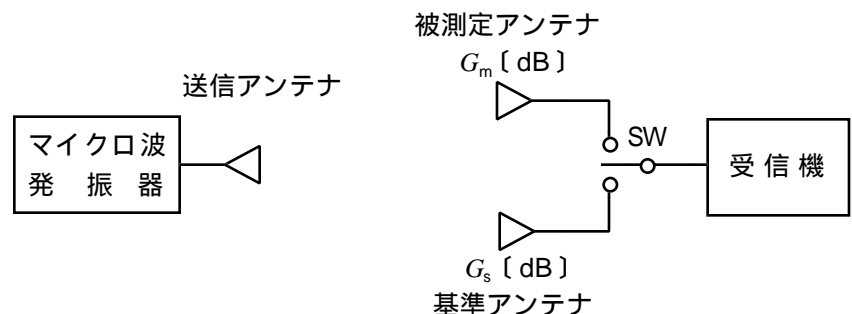 被測定アンテナ
Gm〔dB〕
送信アンテナ
マイクロ波
発振器
SW
受信機
Gs〔dB〕
基準アンテナ